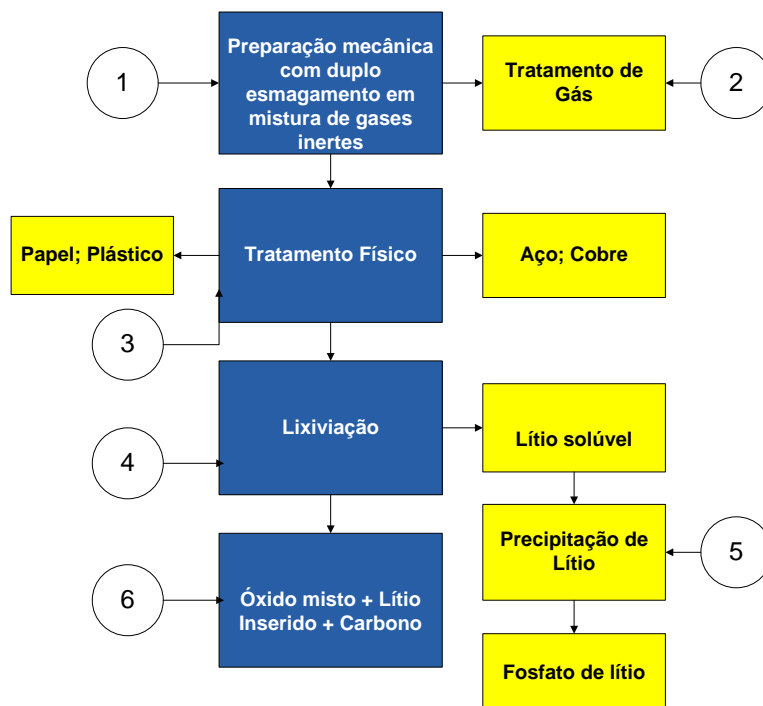 Preparação mecânica
com duplo
esmagamento em
mistura de gases
inertes
Tratamento de
Gás
1
2
Papel; Plástico
Tratamento Físico
Aço; Cobre
3
Lixiviação
Lítio solúvel
4
Precipitação de
Lítio
5
Óxido misto + Lítio
Inserido + Carbono
6
Fosfato de lítio